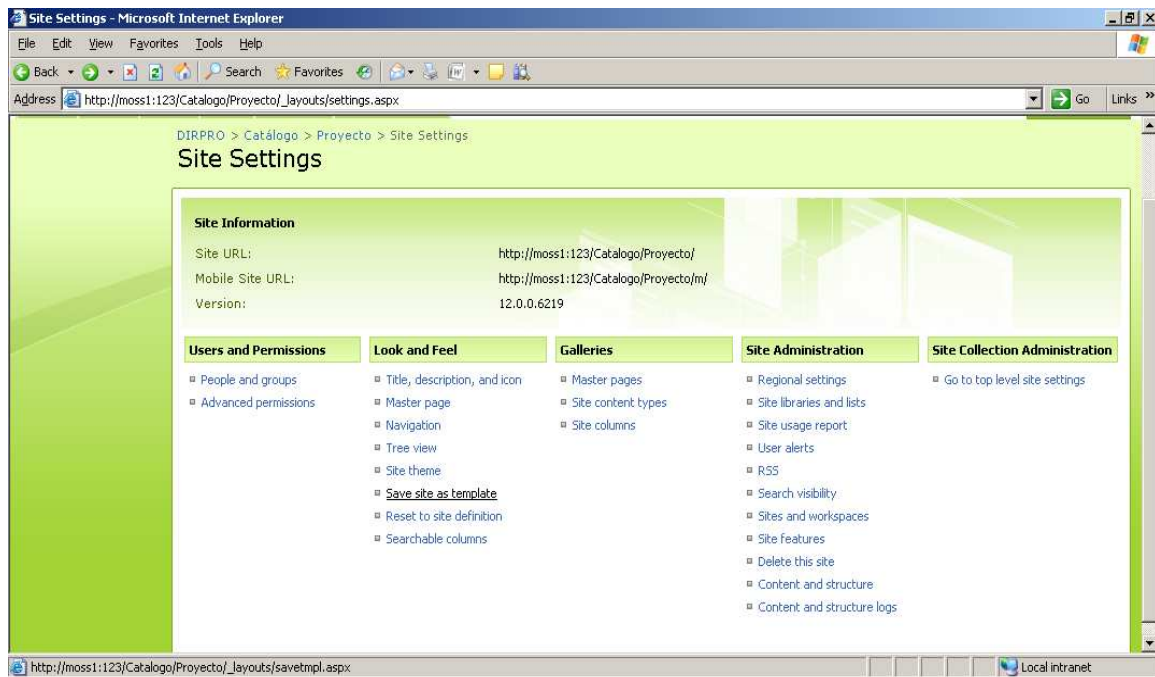 Site Settings - Microsoft Internet Explorer
File Edit View Favorites Tools Help
Back Search Favorites
Address http://moss1:123/Catalogo/Proyecto/_layouts/settings.aspx Go Links »
DIRPRO > Catálogo > Proyecto > Site Settings
Site Settings
Site Information
Site URL: http://moss1:123/Catalogo/Proyecto/
Mobile Site URL: http://moss1:123/Catalogo/Proyecto/m/
Version: 12.0.0.6219
Users and Permissions
People and groups
Advanced permissions
Look and Feel
Title, description, and icon
Master page
Navigation
Tree view
Site theme
Save site as template
Reset to site definition
Searchable columns
Galleries
Master pages
Site content types
Site columns
Site Administration
Regional settings
Site libraries and lists
Site usage report
User alerts
RSS
Search visibility
Sites and workspaces
Site features
Delete this site
Content and structure
Content and structure logs
Site Collection Administration
Go to top level site settings
http://moss1:123/Catalogo/Proyecto/_layouts/savetmpl.aspx Local intranet